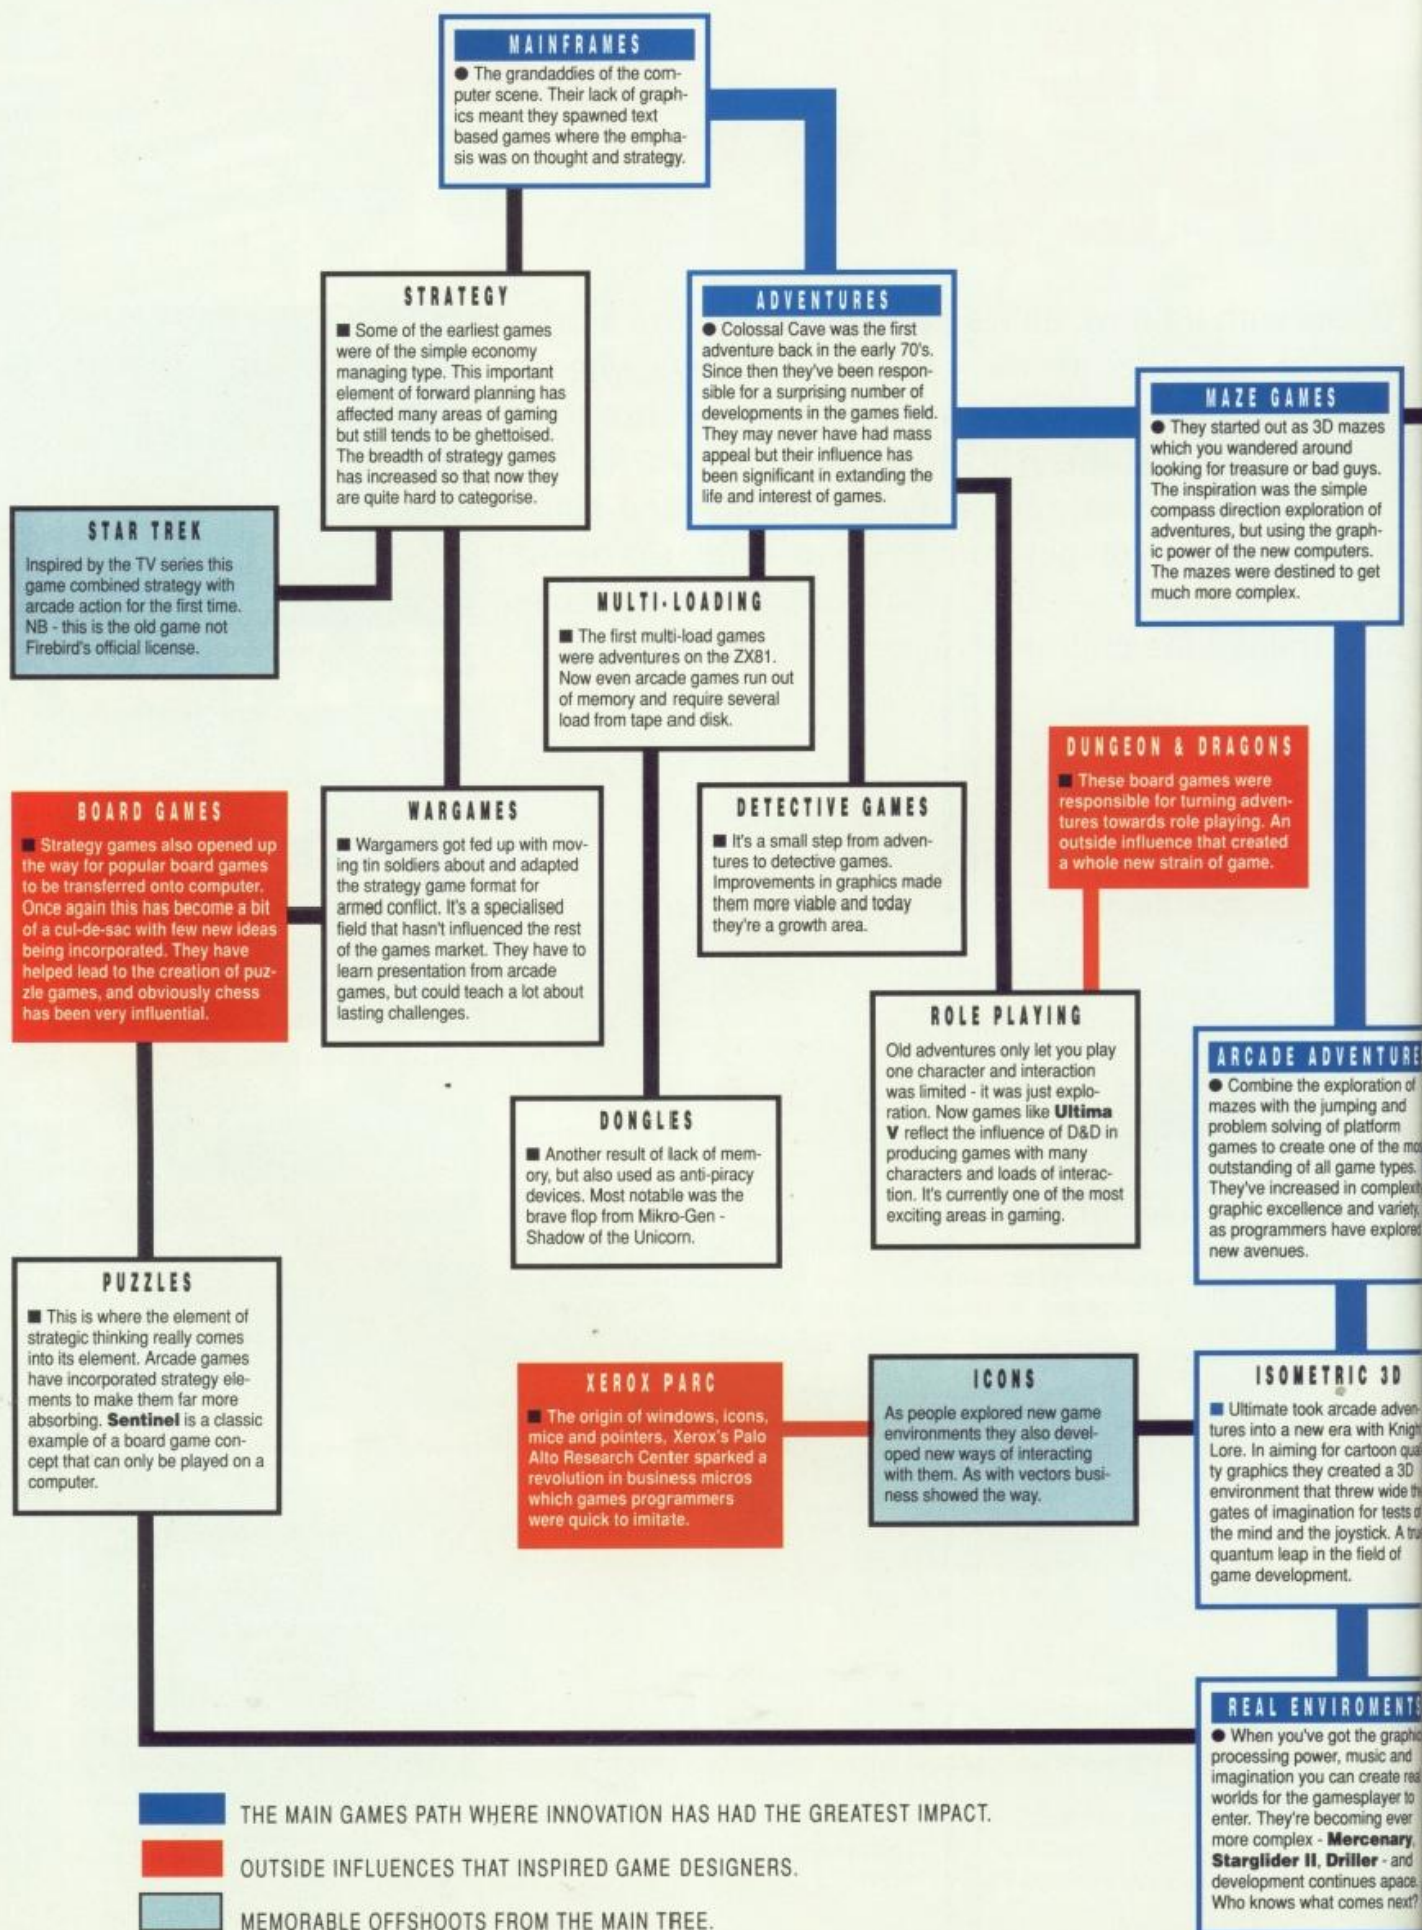 MAINFRAMES
● The grandaddies of the com-
puter scene. Their lack of graph-
ics meant they spawned text
based games where the empha-
sis was on thought and strategy.
STRATEGY
■ Some of the earliest games
were of the simple economy
managing type. This important
element of forward planning has
affected many areas of gaming
but still tends to be ghettoised.
The breadth of strategy games
has increased so that now they
are quite hard to categorise.
ADVENTURES
● Colossal Cave was the first
adventure back in the early 70's.
Since then they've been respon-
sible for a surprising number of
developments in the games field.
They may never have had mass
appeal but their influence has
been significant in extanding the
life and interest of games.
MAZE GAMES
● They started out as 3D mazes
which you wandered around
looking for treasure or bad guys.
The inspiration was the simple
compass direction exploration of
adventures, but using the graph-
ic power of the new computers.
The mazes were destined to get
much more complex.
STAR TREK
Inspired by the TV series this
game combined strategy with
arcade action for the first time.
NB - this is the old game not
Firebird's official license.
MULTI-LOADING
■ The first multi-load games
were adventures on the ZX81.
Now even arcade games run out
of memory and require several
load from tape and disk.
DUNGEON & DRAGONS
■ These board games were
responsible for turning adven-
tures towards role playing. An
outside influence that created
a whole new strain of game.
BOARD GAMES
■ Strategy games also opened up
the way for popular board games
to be transferred onto computer.
Once again this has become a bit
of a cul-de-sac with few new ideas
being incorporated. They have
helped lead to the creation of puz-
zle games, and obviously chess
has been very influential.
WARGAMES
■ Wargamers got fed up with mov-
ing tin soldiers about and adapted
the strategy game format for
armed conflict. It's a specialised
field that hasn't influenced the rest
of the games market. They have to
learn presentation from arcade
games, but could teach a lot about
lasting challenges.
DETECTIVE GAMES
■ It's a small step from adven-
tures to detective games.
Improvements in graphics made
them more viable and today
they're a growth area.
ROLE PLAYING
Old adventures only let you play
one character and interaction
was limited - it was just explo-
ration. Now games like Ultima
V reflect the influence of D&D in
producing games with many
characters and loads of interac-
tion. It's currently one of the most
exciting areas in gaming.
ARCADE ADVENTURE
● Combine the exploration of
mazes with the jumping and
problem solving of platform
games to create one of the
outstanding of all game types.
They've increased in
graphic excellence and variety,
as programmers have explored
new avenues.
DONGLES
■ Another result of lack of mem-
ory, but also used as anti-piracy
devices. Most notable was the
brave flop from Mikro-Gen -
Shadow of the Unicorn.
PUZZLES
■ This is where the element of
strategic thinking really comes
into its element. Arcade games
have incorporated strategy ele-
ments to make them far more
absorbing. Sentinel is a classic
example of a board game con-
cept that can only be played on a
computer.
XEROX PARC
■ The origin of windows, icons,
mice and pointers, Xerox's Palo
Alto Research Center sparked a
revolution in business micros
which games programmers
were quick to imitate.
ICONS
As people explored new game
environments they also devel-
oped new ways of interacting
with them. As with vectors busi-
ness showed the way.
ISOMETRIC 3D
■ Ultimate took arcade adven-
tures into a new era with
Lore. In aiming for cartoon
ty graphics they created a 3D
environment that threw wide
gates of imagination for tests
the mind and the joystick. A
quantum leap in the field of
game development.
REAL ENVIROMENTS
● When you've got the
processing power, music and
imagination you can create
worlds for the gamesplayer to
enter. They're becoming ever
more complex - Mercenary,
Starglider II, Driller - and
development continues apace.
Who knows what comes next?
THE MAIN GAMES PATH WHERE INNOVATION HAS HAD THE GREATEST IMPACT.
OUTSIDE INFLUENCES THAT INSPIRED GAME DESIGNERS.
MEMORABLE OFFSHOOTS FROM THE MAIN TREE.